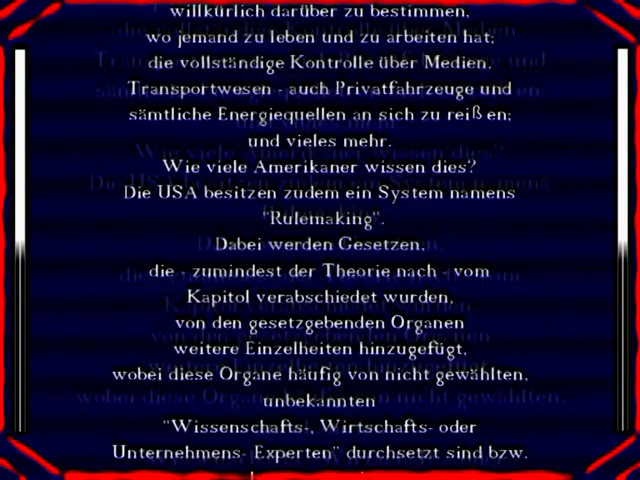 willkürlich darüber zu bestimmen,
wo jemand zu leben und zu arbeiten hat;
die vollständige Kontrolle über Medien,
Transportwesen - auch Privatfahrzeuge und
sämtliche Energiequellen an sich zu reiß en;
und vieles mehr.
Wie viele Amerikaner wissen dies?
Die USA besitzen zudem ein System namens
"Rulemaking".
Dabei werden Gesetzen,
die - zumindest der Theorie nach - vom
Kapitol verabschiedet wurden,
von den gesetzgebenden Organen
weitere Einzelheiten hinzugefügt,
wobei diese Organe häufig von nicht gewählten,
unbekannten
"Wissenschafts-, Wirtschafts- oder
Unternehmens- Experten" durchsetzt sind bzw.